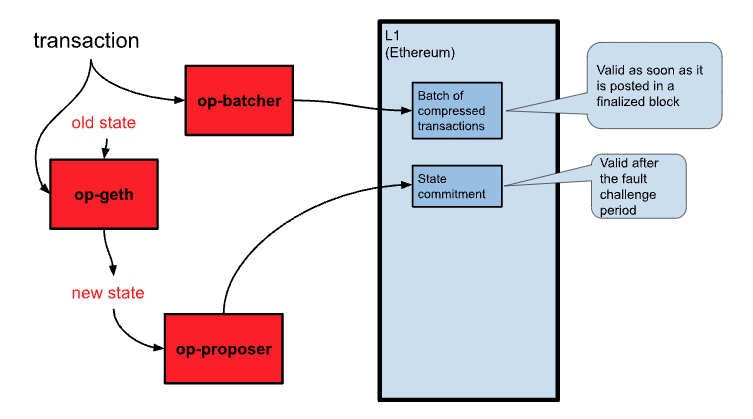 transaction
op-batcher
old state
op-geth
new state
op-proposer
L1
(Ethereum)
Batch of
compressed
transactions
State
commitment
Valid as soon as it
is posted in a
finalized block
Valid after
the fault
challenge
period